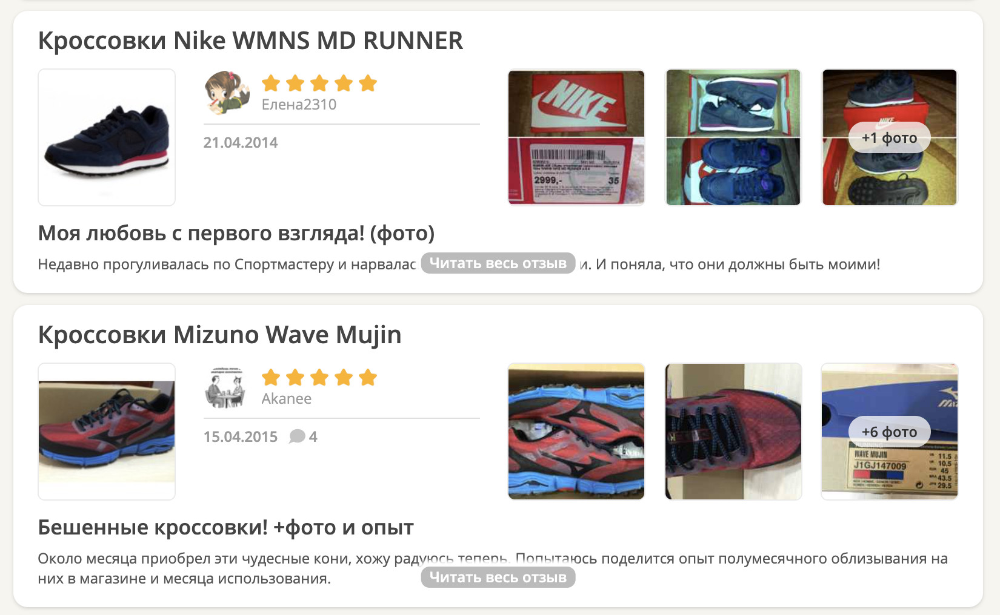 Кроссовки Nike WMNS MD RUNNER
Елена2310
21.04.2014
NIKE
2999,-
35
NIKE
+1 фото
Моя любовь с первого взгляда! (фото)
Недавно прогуливалась по Спортмастеру и нарвалас
Читать весь отзыв
и. И поняла, что они должны быть моими!
Кроссовки Mizuno Wave Mujin
Akanee
15.04.2015 4
+6 фото
RUNNING
WAVE MUJIN
J1GJ147009
11.5
10.5
45
43.5
29.5
Бешенные кроссовки! +фото и опыт
Около месяца приобрел эти чудесные кони, хожу радуюсь теперь. Попытаюсь поделится опыт полумесячного облизывания на
них в магазине и месяца использования.
Читать весь отзыв